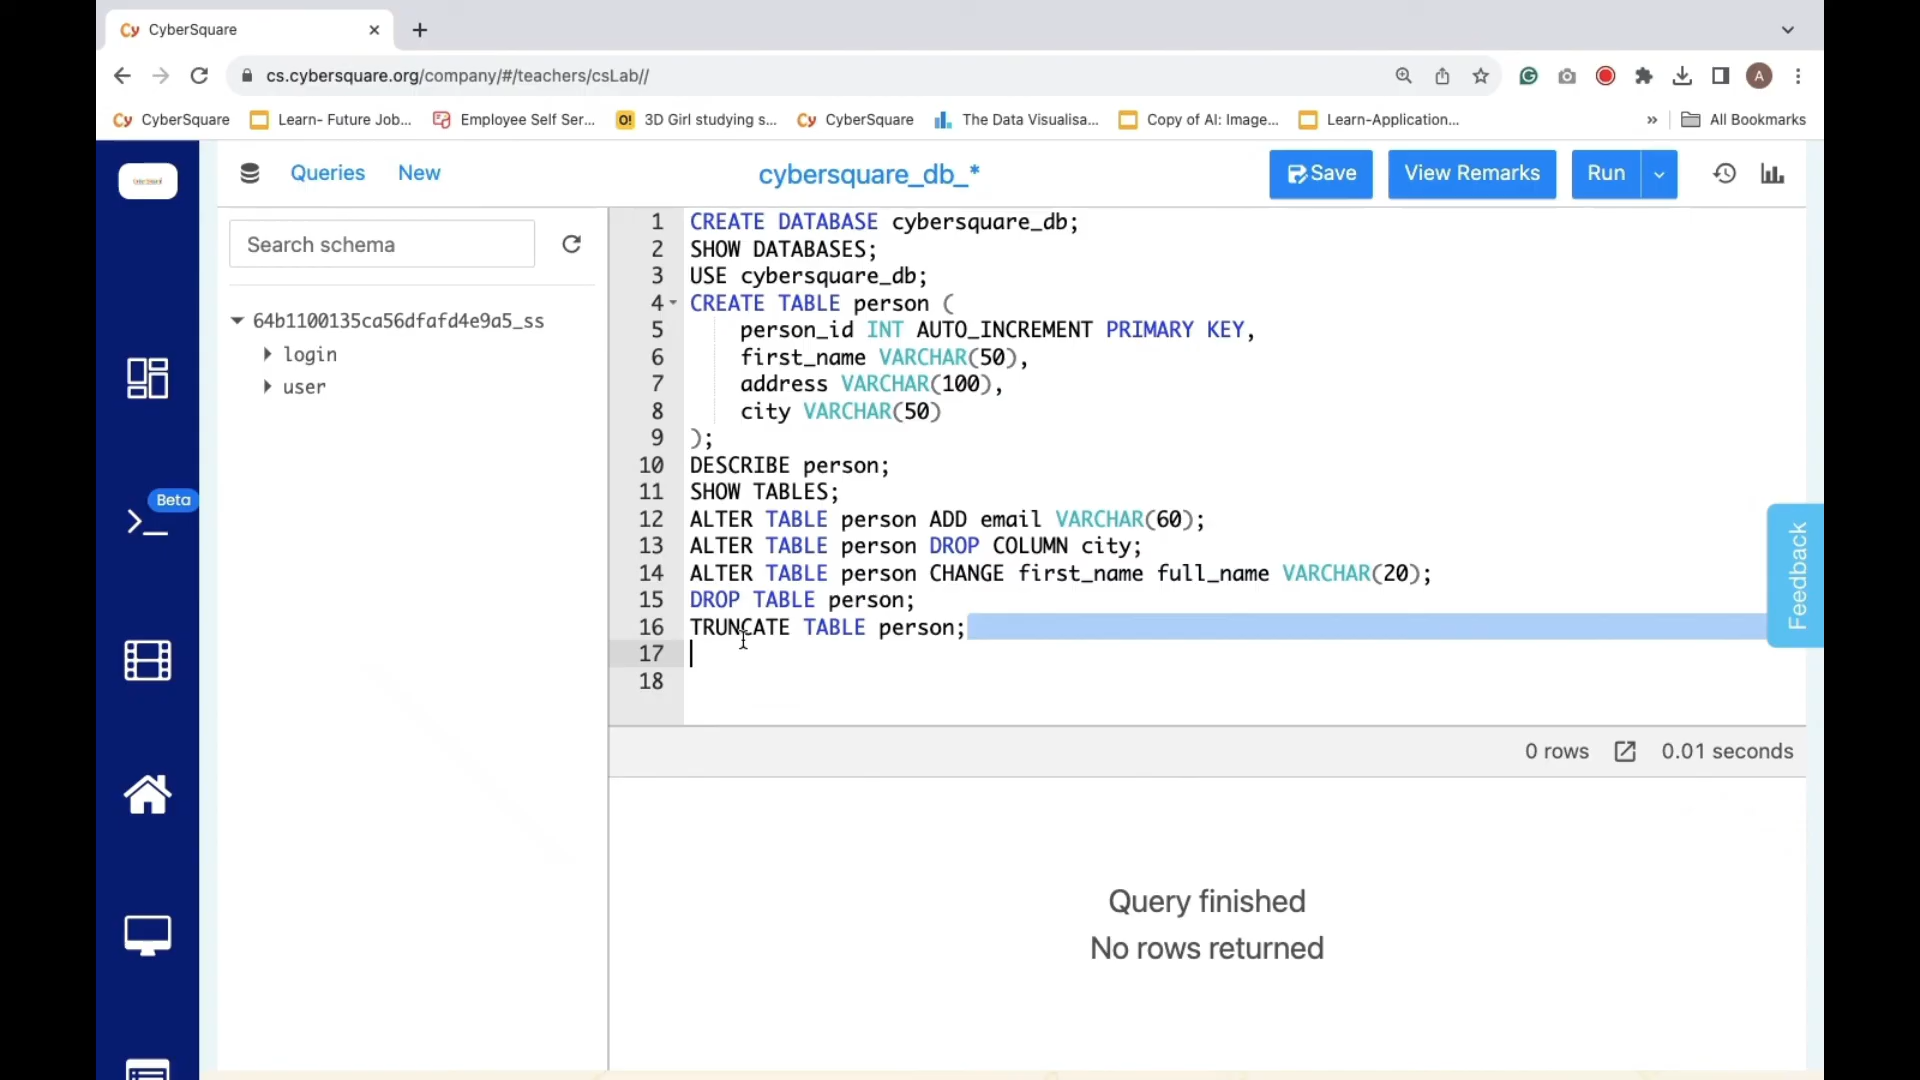 CyberSquare
cs.cybersquare.org/company/#/teachers/csLab//
A
CyberSquare
Learn- Future Job...
Employee Self Ser...
3D Girl studying s...
CyberSquare
The Data Visualisa...
Copy of AI: Image...
Learn-Application...
»
All Bookmarks
Queries
New
cybersquare_db_*
Save
View Remarks
Run
Search schema
64b1100135ca56dfafd4e9a5_ss
login
user
Beta
1 CREATE DATABASE cybersquare_db;
2 SHOW DATABASES;
3 USE cybersquare_db;
4 CREATE TABLE person (
5 person_id INT AUTO_INCREMENT PRIMARY KEY,
6 first_name VARCHAR(50),
7 address VARCHAR(100),
8 city VARCHAR(50)
9 );
10 DESCRIBE person;
11 SHOW TABLES;
12 ALTER TABLE person ADD email VARCHAR(60);
13 ALTER TABLE person DROP COLUMN city;
14 ALTER TABLE person CHANGE first_name full_name VARCHAR(20);
15 DROP TABLE person;
16 TRUNCATE TABLE person;
17
18
Feedback
0 rows
0.01 seconds
Query finished
No rows returned